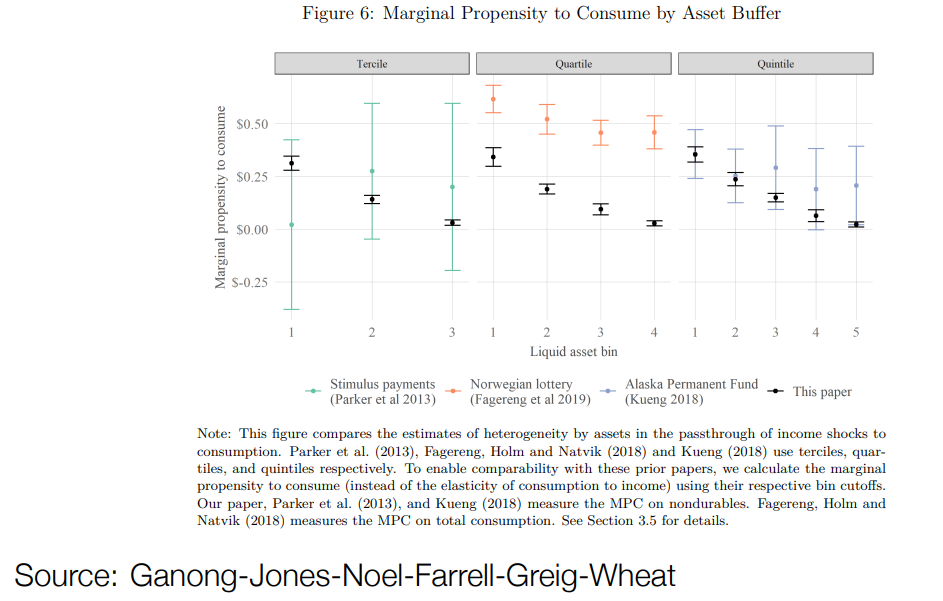 Figure 6: Marginal Propensity to Consume by Asset Buffer
Tercile
Quartile
Quintile
Marginal propensity to consume
$0.50
$0.25
$0.00
$-0.25
1 2 3
1 2 3 4
1 2 3 4 5
Liquid asset bin
Stimulus payments
(Parker et al 2013)
Norwegian lottery
(Fagereng et al 2019)
Alaska Permanent Fund
(Kueng 2018)
This paper
Note: This figure compares the estimates of heterogeneity by assets in the passthrough of income shocks to
consumption. Parker et al. (2013), Fagereng, Holm and Natvik (2018) and Kueng (2018) use terciles, quar-
tiles, and quintiles respectively. To enable comparability with these prior papers, we calculate the marginal
propensity to consume (instead of the elasticity of consumption to income) using their respective bin cutoffs.
Our paper, Parker et al. (2013), and Kueng (2018) measure the MPC on nondurables. Fagereng, Holm and
Natvik (2018) measures the MPC on total consumption. See Section 3.5 for details.
Source: Ganong-Jones-Noel-Farrell-Greig-Wheat